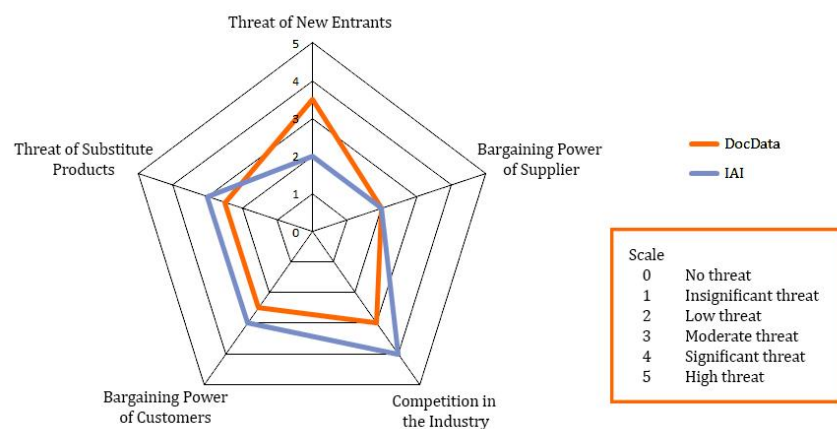 Threat of New Entrants
5
4
3
2
1
0
Threat of Substitute
Products
Bargaining Power
of Supplier
Bargaining Power
of Customers
Competition in
the Industry
DocData
IAI
Scale
0 No threat
1 Insignificant threat
2 Low threat
3 Moderate threat
4 Significant threat
5 High threat